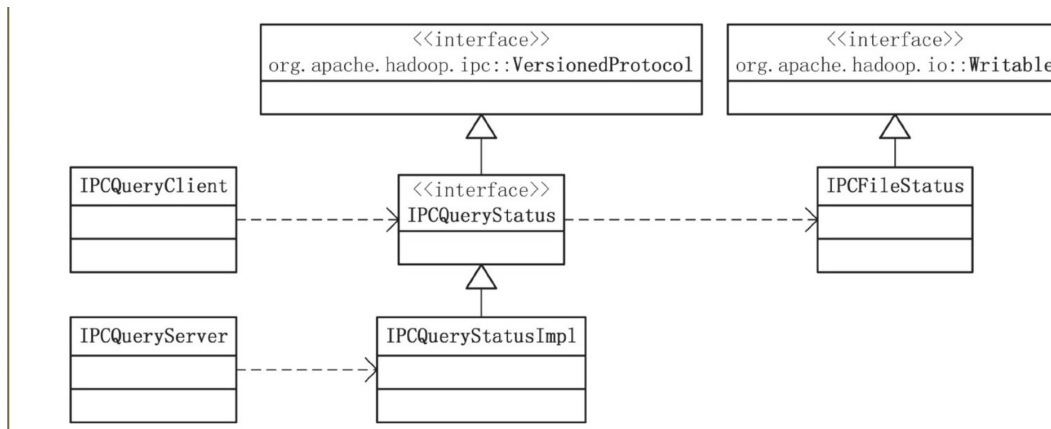 <<interface>>
org.apache.hadoop.ipc::VersionedProtocol
<<interface>>
org.apache.hadoop.io::Writable
IPCQueryClient
<<interface>>
IPCQueryStatus
IPCFileStatus
IPCQueryServer
IPCQueryStatusImpl